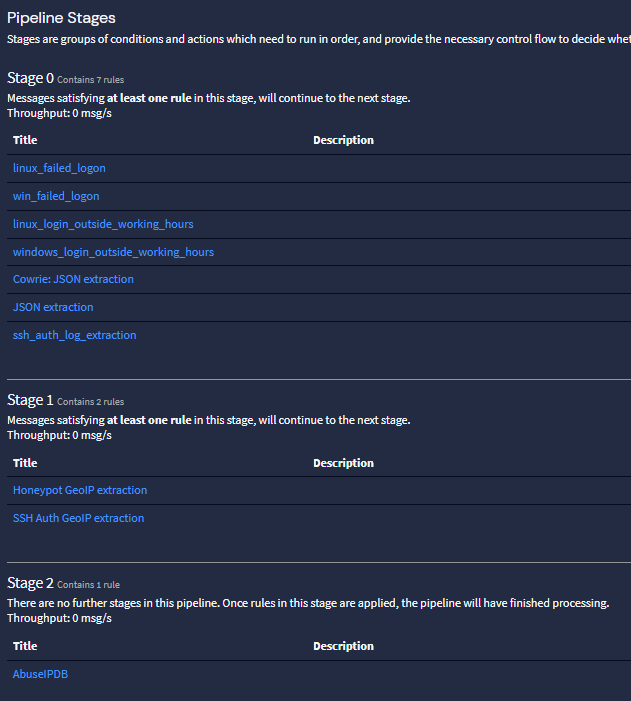 Pipeline Stages
Stages are groups of conditions and actions which need to run in order, and provide the necessary control flow to decide
Stage 0 Contains 7 rules
Messages satisfying at least one rule in this stage, will continue to the next stage.
Throughput: 0 msg/s
Title Description
linux_failed_logon
win_failed_logon
linux_login_outside_working_hours
windows_login_outside_working_hours
Cowrie: JSON extraction
JSON extraction
ssh_auth_log_extraction
Stage 1 Contains 2 rules
Messages satisfying at least one rule in this stage, will continue to the next stage.
Throughput: 0 msg/s
Title Description
Honeypot GeoIP extraction
SSH Auth GeoIP extraction
Stage 2 Contains 1 rule
There are no further stages in this pipeline. Once rules in this stage are applied, the pipeline will have finished processing.
Throughput: 0 msg/s
Title Description
AbuseIPDB